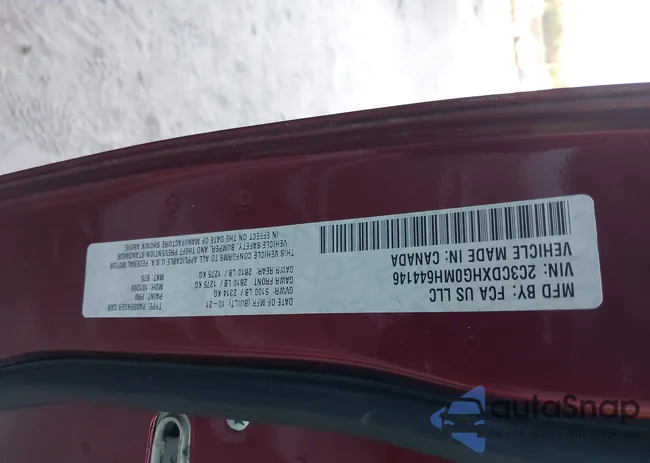 MFD BY: FCA US LLC
DATE OF MFR (BUILT): 10-21
GVWR: 5100 LB / 2314 KG
GAWR FRONT: 2810 LB / 1275 KG
GAWR REAR: 2810 LB / 1275 KG
THIS VEHICLE CONFORMS TO ALL APPLICABLE U.S.A. FEDERAL MOTOR
VEHICLE SAFETY, BUMPER, AND THEFT PREVENTION STANDARDS
IN EFFECT ON THE DATE OF MANUFACTURE SHOWN
ABOVE.
VIN: 2C3CDXHG0MH644146
TYPE: PASSENGER CAR
VEHICLE MADE IN: CANADA
PAINT: PRV
MDH: 101206
MKT: 675
autoSnap